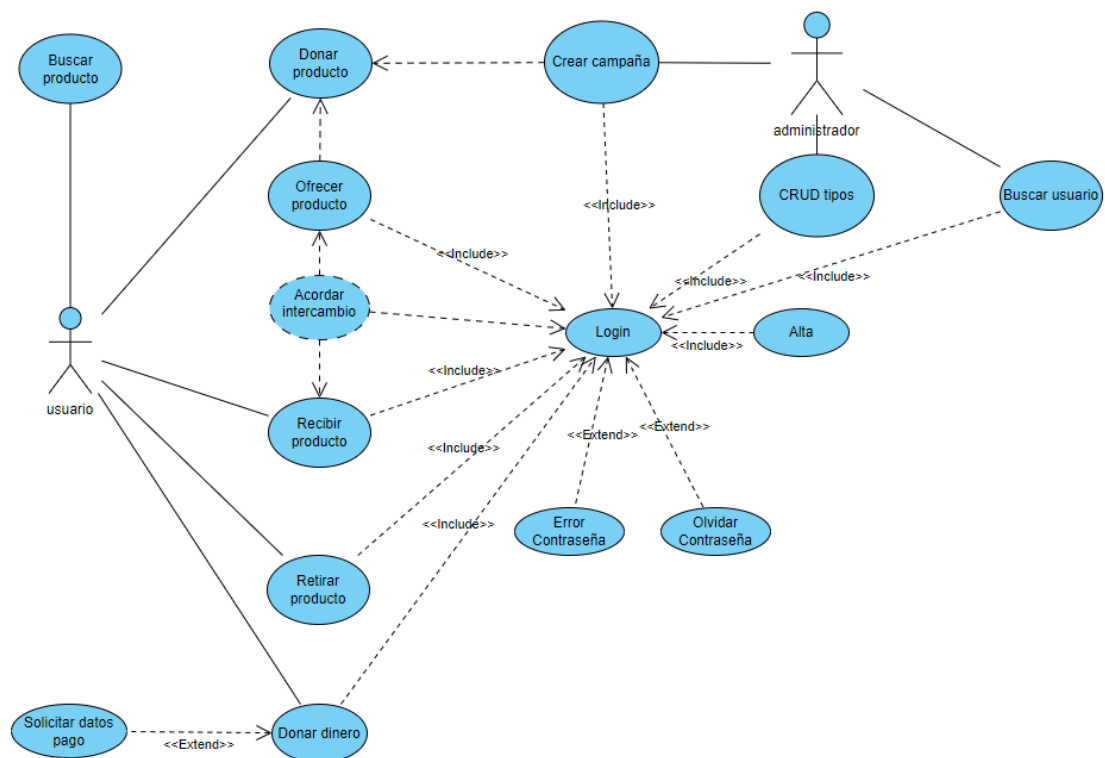 Buscar
producto
Donar
producto
Crear campaña
administrador
Ofrecer
producto
CRUD tipos
Buscar usuario
<<Include>>
<<Include>>
<<Include>>
<<Include>>
Acordar
intercambio
Login
Alta
<<Include>>
<<Include>>
usuario
Recibir
producto
<<Extend>>
<<Extend>>
<<Include>>
<<Include>>
Error
Contraseña
Olvidar
Contraseña
Retirar
producto
Solicitar datos
pago
Donar dinero
<<Extend>>